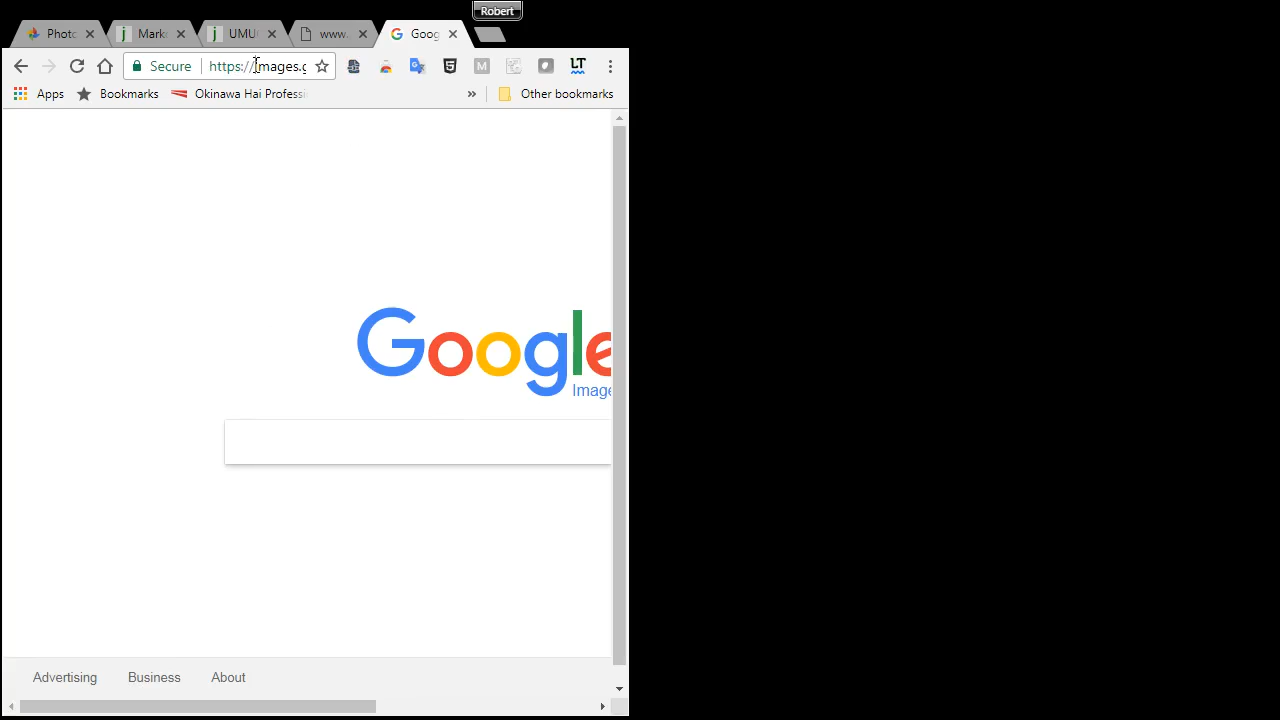 Robert
Photo
Mark
UMU
www.
Goog
Secure
https://images.g
Apps
Bookmarks
Okinawa Hai Professi
»
Other bookmarks
M
LT
Google
Image
Advertising
Business
About